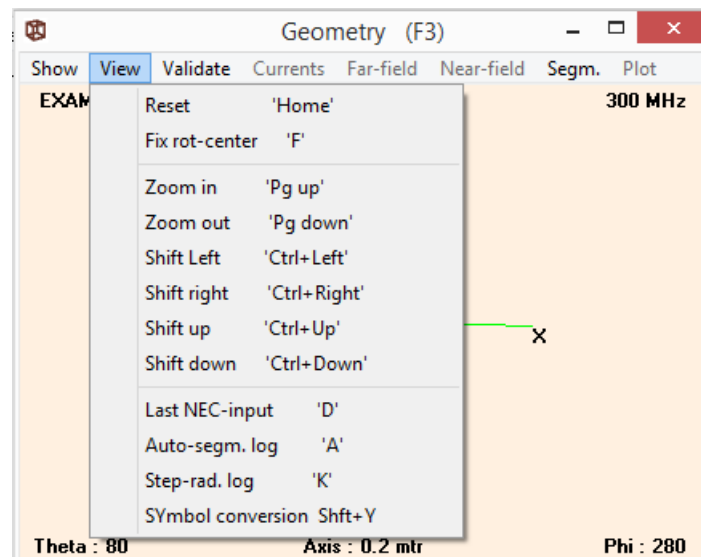 Geometry (F3)
Show View Validate Currents Far-field Near-field Segm. Plot
EXAM 300 MHz
Reset 'Home'
Fix rot-center 'F'
Zoom in 'Pg up'
Zoom out 'Pg down'
Shift Left 'Ctrl+Left'
Shift right 'Ctrl+Right'
Shift up 'Ctrl+Up'
Shift down 'Ctrl+Down'
X
Last NEC-input 'D'
Auto-segm. log 'A'
Step-rad. log 'K'
SYmbol conversion Shft+Y
Theta : 80 Axis : 0.2 mtr Phi : 280